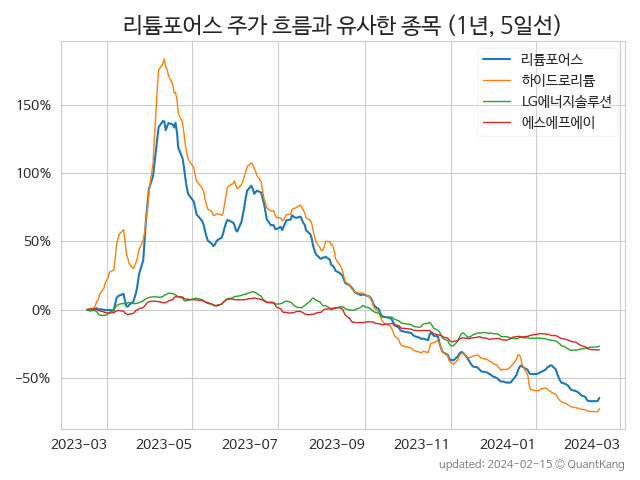 리튬포어스 주가 흐름과 유사한 종목 (1년, 5일선)
리튬포어스
하이드로리튬
LG에너지솔루션
에스에프에이
150%
100%
50%
0%
−50%
2023-03 2023-05 2023-07 2023-09 2023-11 2024-01 2024-03
updated: 2024-02-15 © QuantKang